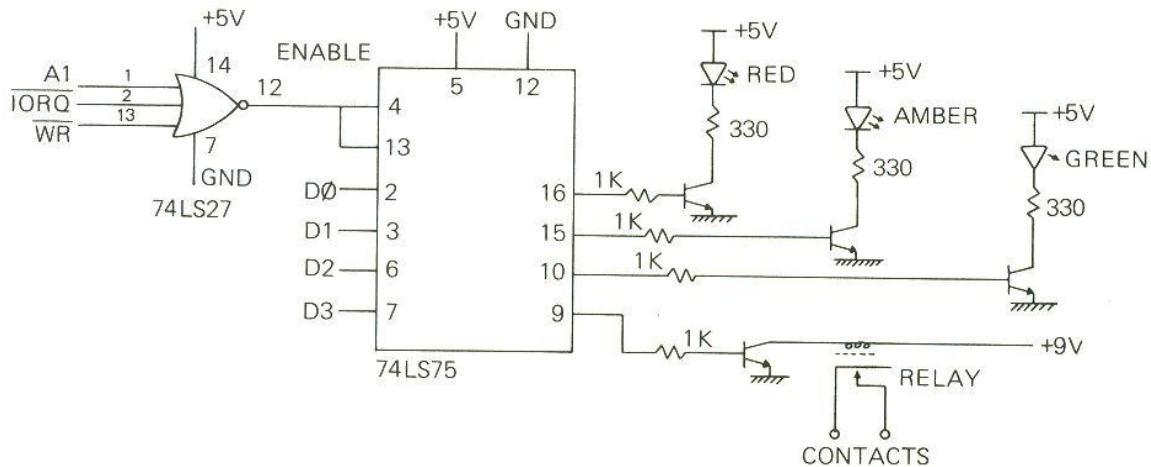 +5V
14
A1 1
IORQ 2
WR 13
12
7
GND
74LS27
ENABLE
+5V GND
5 12
4
13
DØ 2
D1 3
D2 6
D3 7
16
15
10
9
74LS75
1K
1K
1K
1K
+5V
RED
330
+5V
AMBER
330
+5V
GREEN
330
+9V
RELAY
CONTACTS